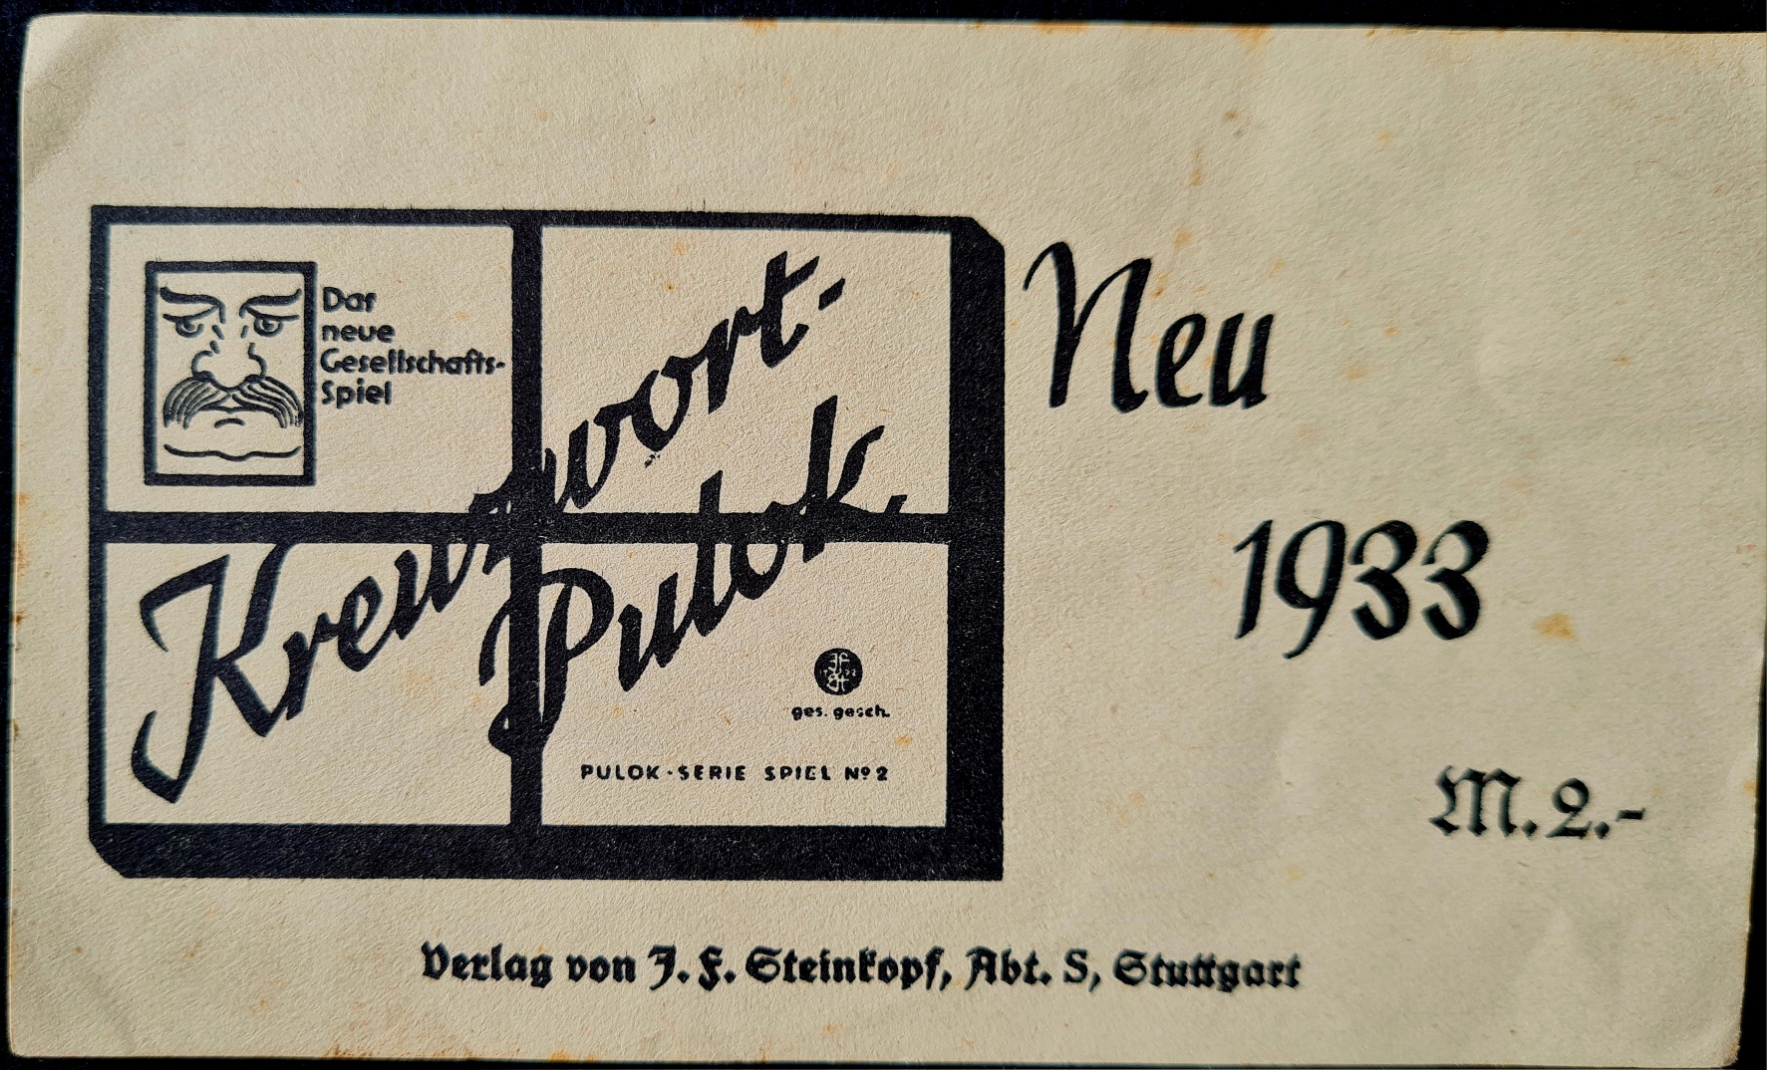 Das
neue
Gesellschafts-
Spiel
Kreuzwort-
Pulok
ges. gesch.
PULOK-SERIE SPIEL Nº 2
Neu
1933
M. 2.-
Verlag von J. F. Steinkopf, Abt. S, Stuttgart